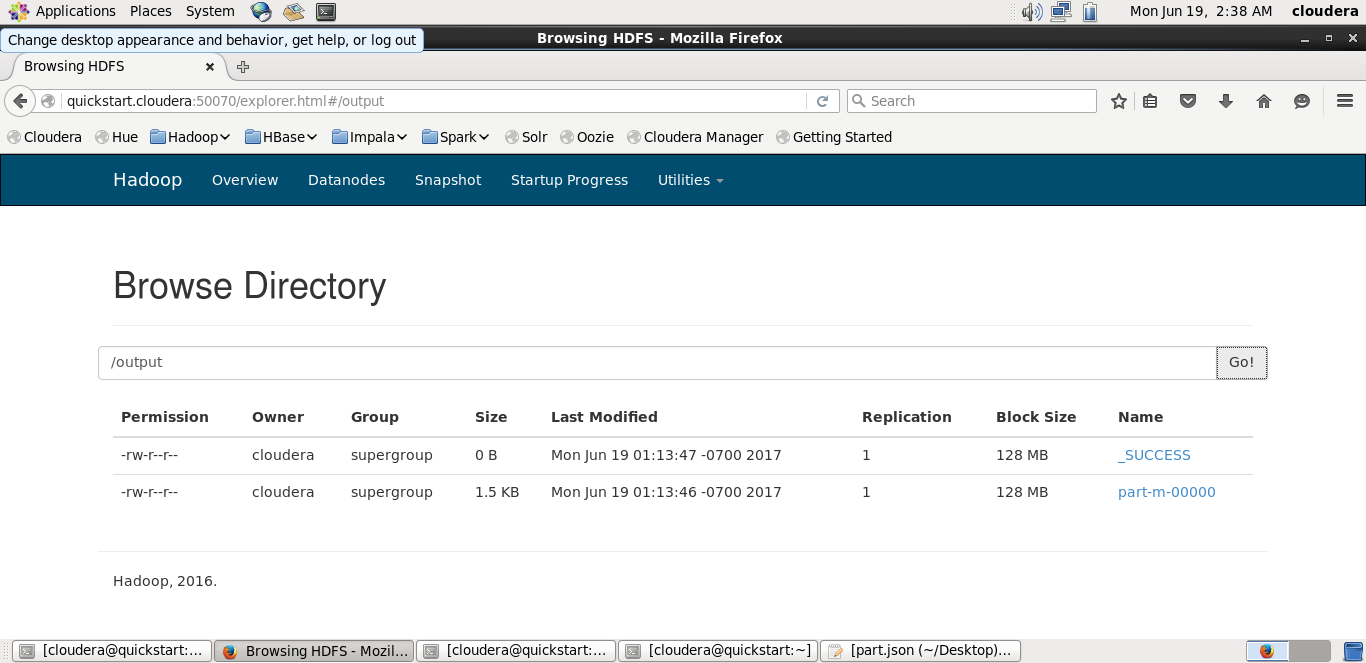 Applications Places System Mon Jun 19, 2:38 AM cloudera
Change desktop appearance and behavior, get help, or log out Browsing HDFS - Mozilla Firefox
Browsing HDFS
quickstart.cloudera:50070/explorer.html#/output Search
Cloudera Hue Hadoop HBase Impala Spark Solr Oozie Cloudera Manager Getting Started
Hadoop Overview Datanodes Snapshot Startup Progress Utilities
Browse Directory
/output Go!
Permission Owner Group Size Last Modified Replication Block Size Name
-rw-r--r-- cloudera supergroup 0 B Mon Jun 19 01:13:47 -0700 2017 1 128 MB _SUCCESS
-rw-r--r-- cloudera supergroup 1.5 KB Mon Jun 19 01:13:46 -0700 2017 1 128 MB part-m-00000
Hadoop, 2016.
[cloudera@quickstart:... Browsing HDFS - Mozil... [cloudera@quickstart:... [cloudera@quickstart:~] [part.json (~/Desktop)...